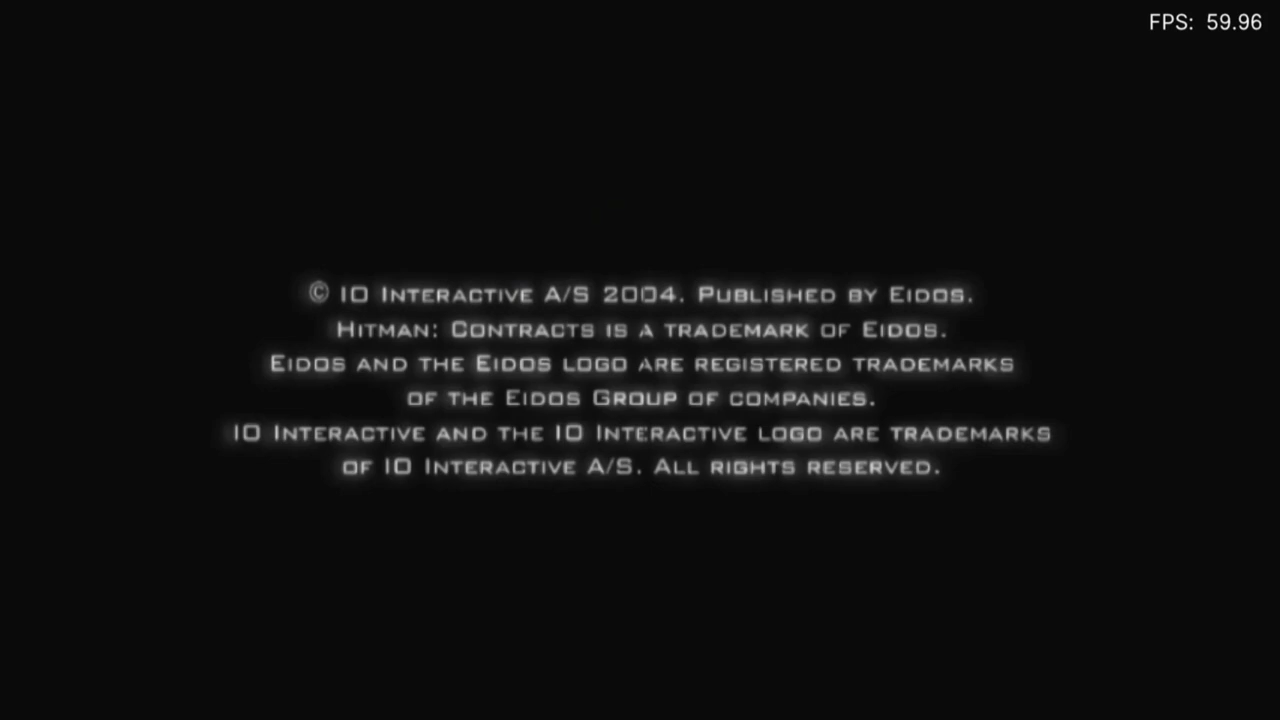 FPS: 59.96
© IO Interactive A/S 2004. Published by Eidos.
Hitman: Contracts is a trademark of Eidos.
Eidos and the Eidos logo are registered trademarks
of the Eidos Group of companies.
IO Interactive and the IO Interactive logo are trademarks
of IO Interactive A/S. All rights reserved.